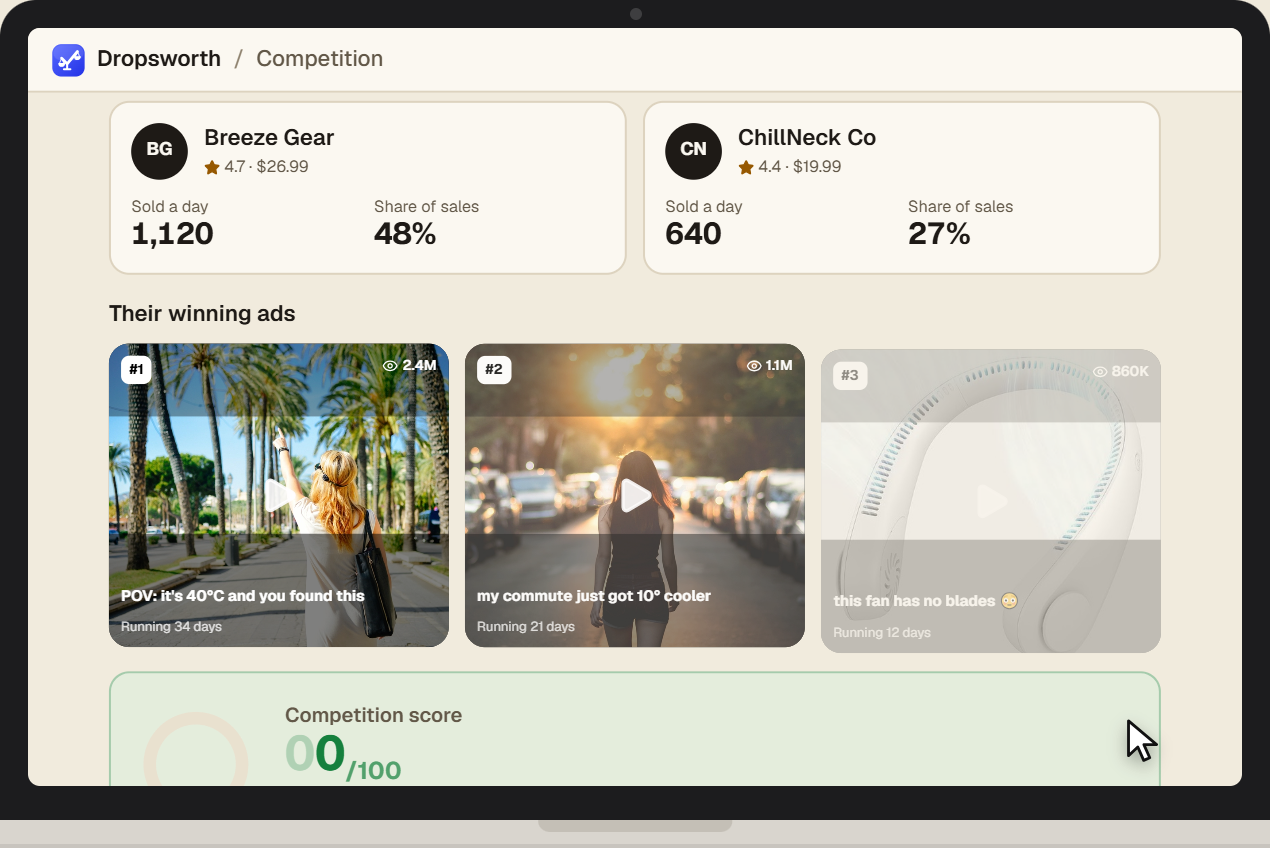 Dropsworth / Competition
BG
Breeze Gear
4.7 · $26.99
Sold a day
1,120
Share of sales
48%
CN
ChillNeck Co
4.4 · $19.99
Sold a day
640
Share of sales
27%
Their winning ads
#1
2.4M
POV: it's 40°C and you found this
Running 34 days
#2
1.1M
my commute just got 10° cooler
Running 21 days
#3
860K
this fan has no blades 😳
Running 12 days
Competition score
00/100